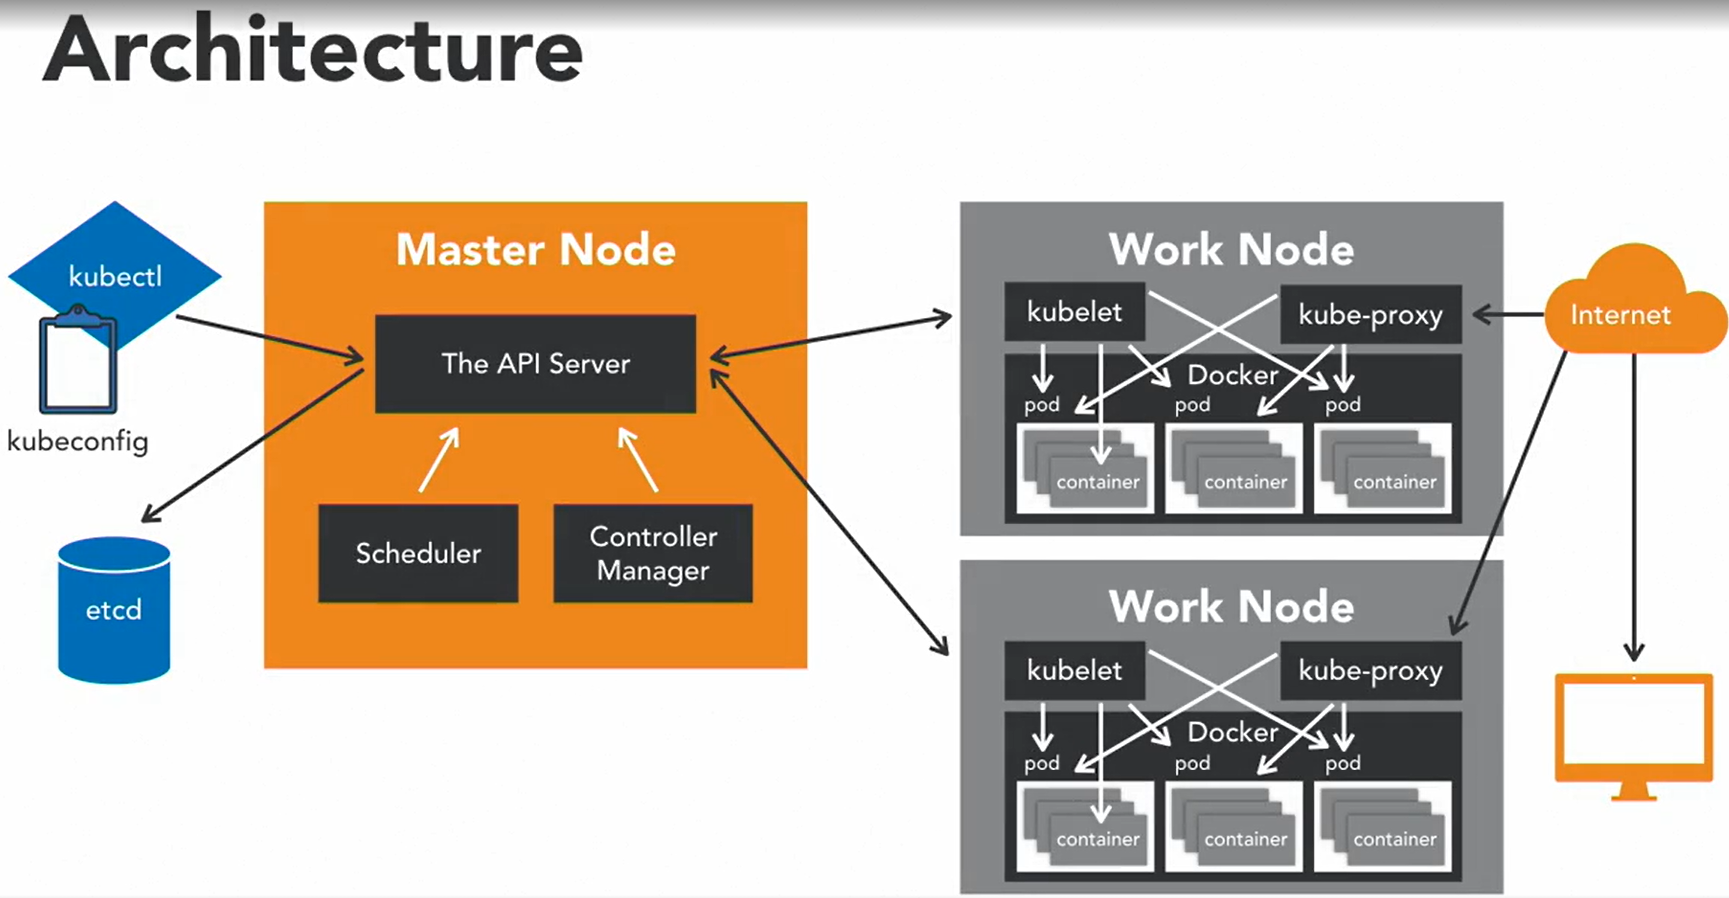 Architecture
kubectl
kubeconfig
etcd
Master Node
The API Server
Scheduler
Controller
Manager
Work Node
kubelet
kube-proxy
Docker
pod
pod
pod
container
container
container
Work Node
kubelet
kube-proxy
Docker
pod
pod
pod
container
container
container
Internet